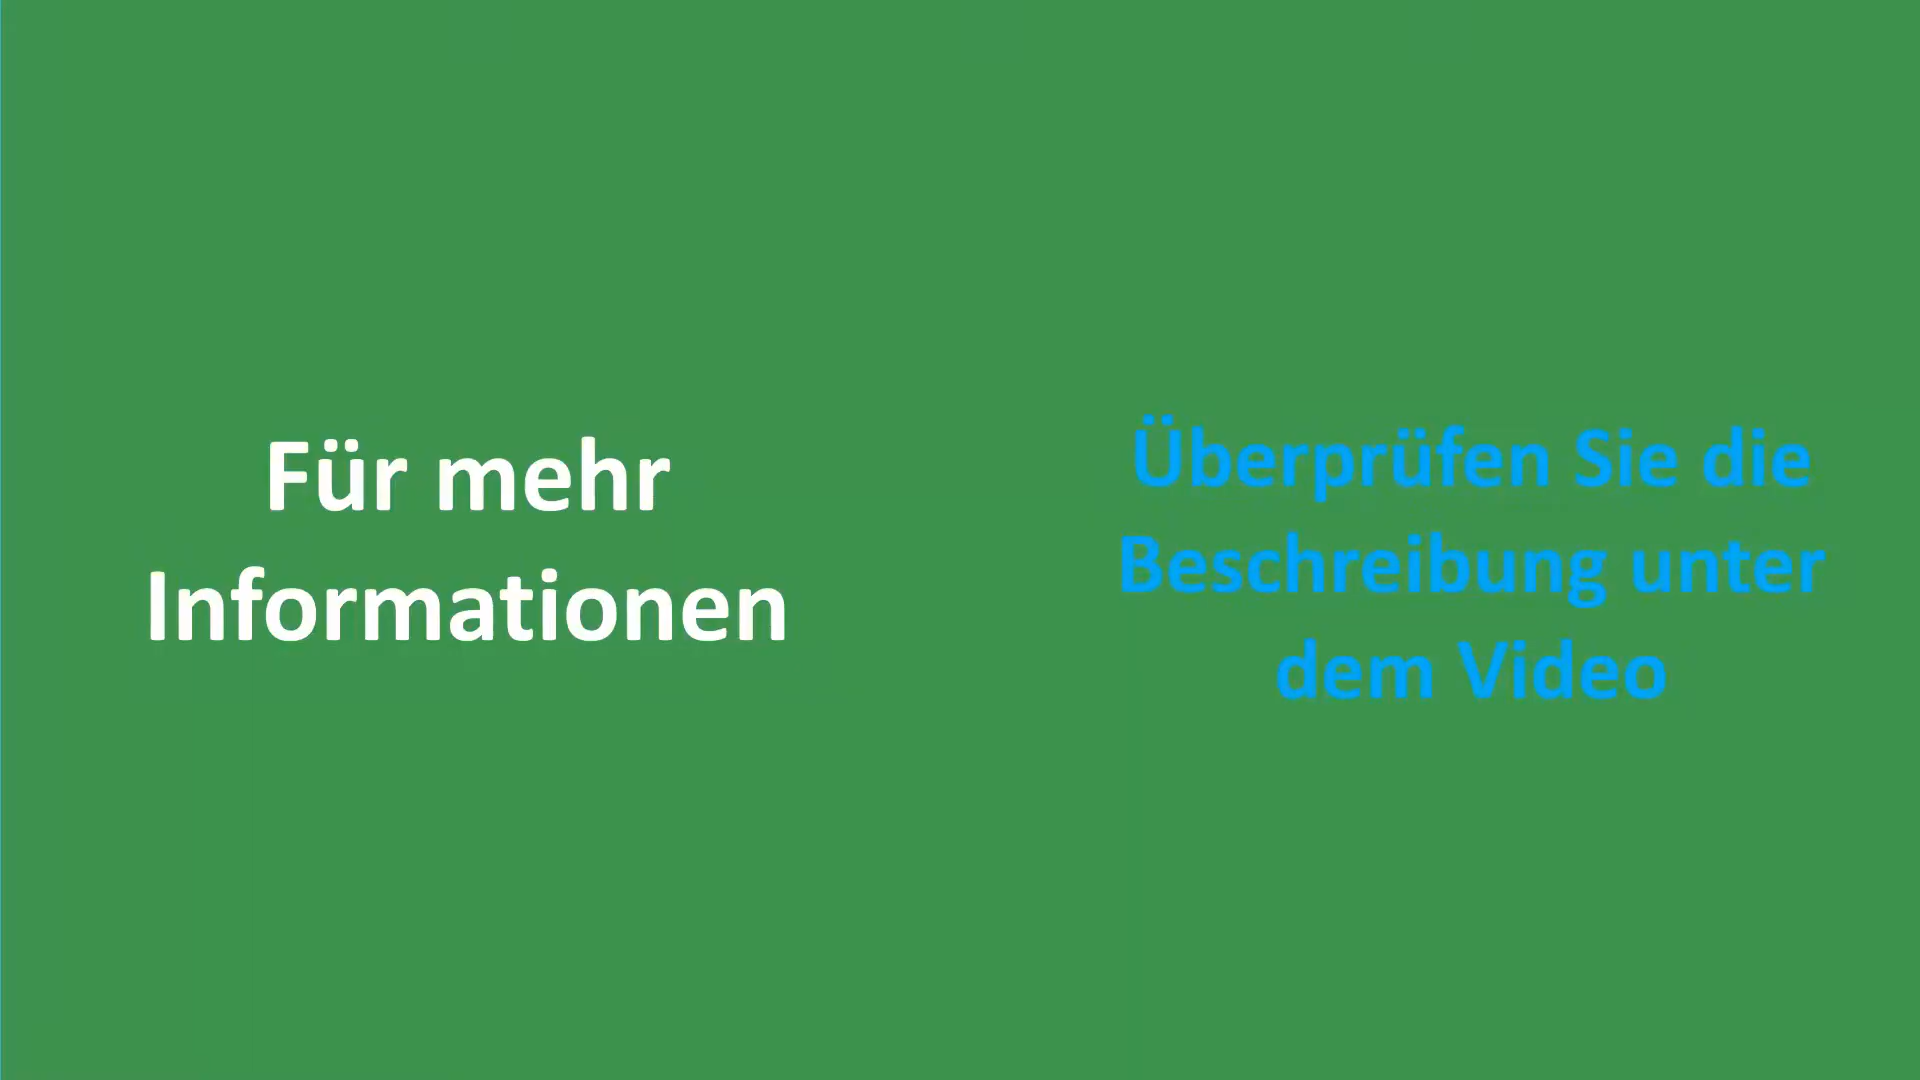 Für mehr
Informationen
Überprüfen Sie die
Beschreibung unter
dem Video